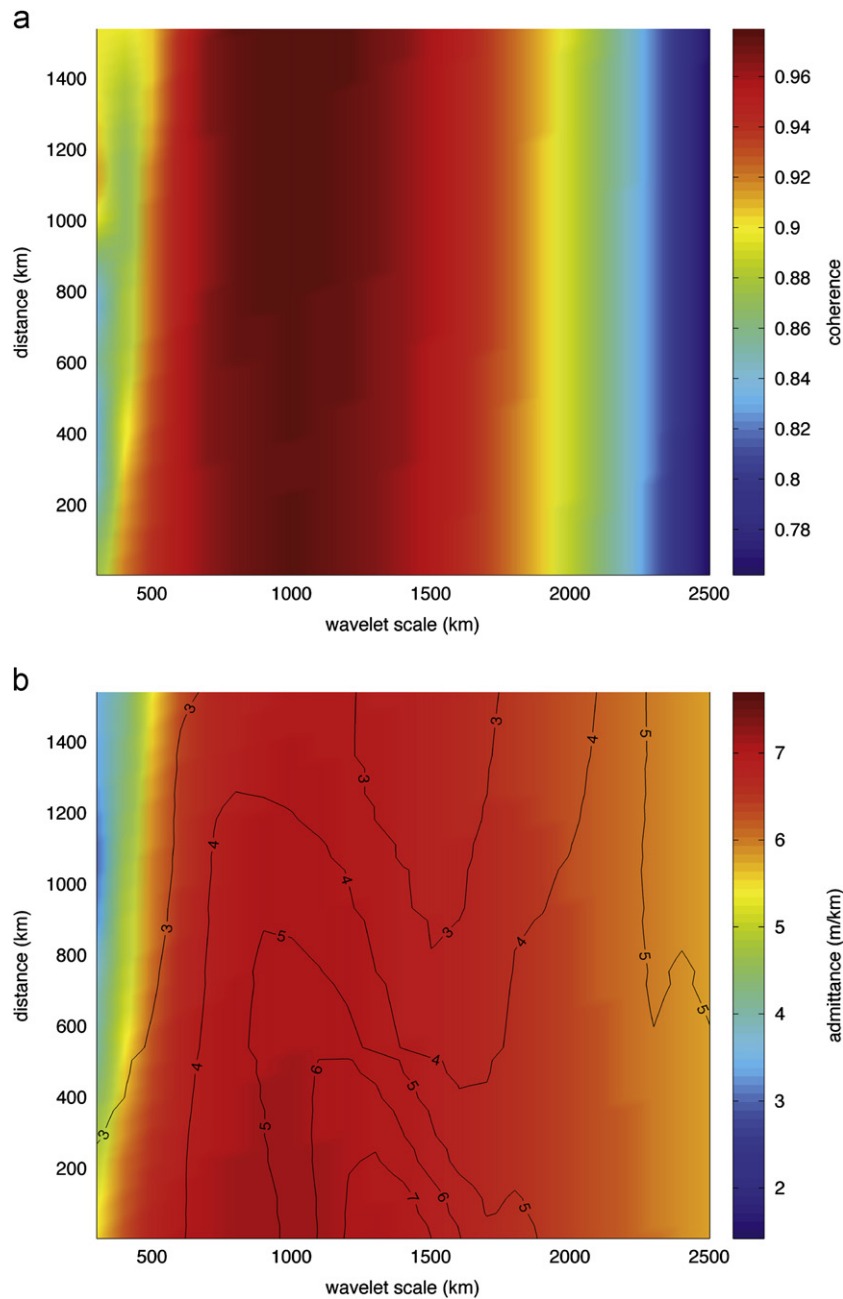 a
1400
1200
1000
800
600
400
200
distance (km)
500 1000 1500 2000 2500
wavelet scale (km)
0.96
0.94
0.92
0.9
0.88
0.86
0.84
0.82
0.8
0.78
coherence
b
1400
1200
1000
800
600
400
200
distance (km)
3 3 4 5
3
4
4 3 4
5 5 5
4 6 4 5
3 5
7 6 5
500 1000 1500 2000 2500
wavelet scale (km)
7
6
5
4
3
2
admittance (m/km)